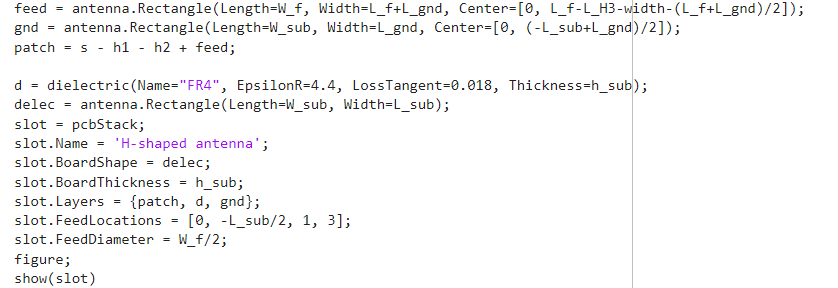 feed = antenna.Rectangle(Length=W_f, Width=L_f+L_gnd, Center=[0, L_f-L_H3-width-(L_f+L_gnd)/2]);
gnd = antenna.Rectangle(Length=W_sub, Width=L_gnd, Center=[0, (-L_sub+L_gnd)/2]);
patch = s - h1 - h2 + feed;
d = dielectric(Name="FR4", EpsilonR=4.4, LossTangent=0.018, Thickness=h_sub);
delec = antenna.Rectangle(Length=W_sub, Width=L_sub);
slot = pcbStack;
slot.Name = 'H-shaped antenna';
slot.BoardShape = delec;
slot.BoardThickness = h_sub;
slot.Layers = {patch, d, gnd};
slot.FeedLocations = [0, -L_sub/2, 1, 3];
slot.FeedDiameter = W_f/2;
figure;
show(slot)